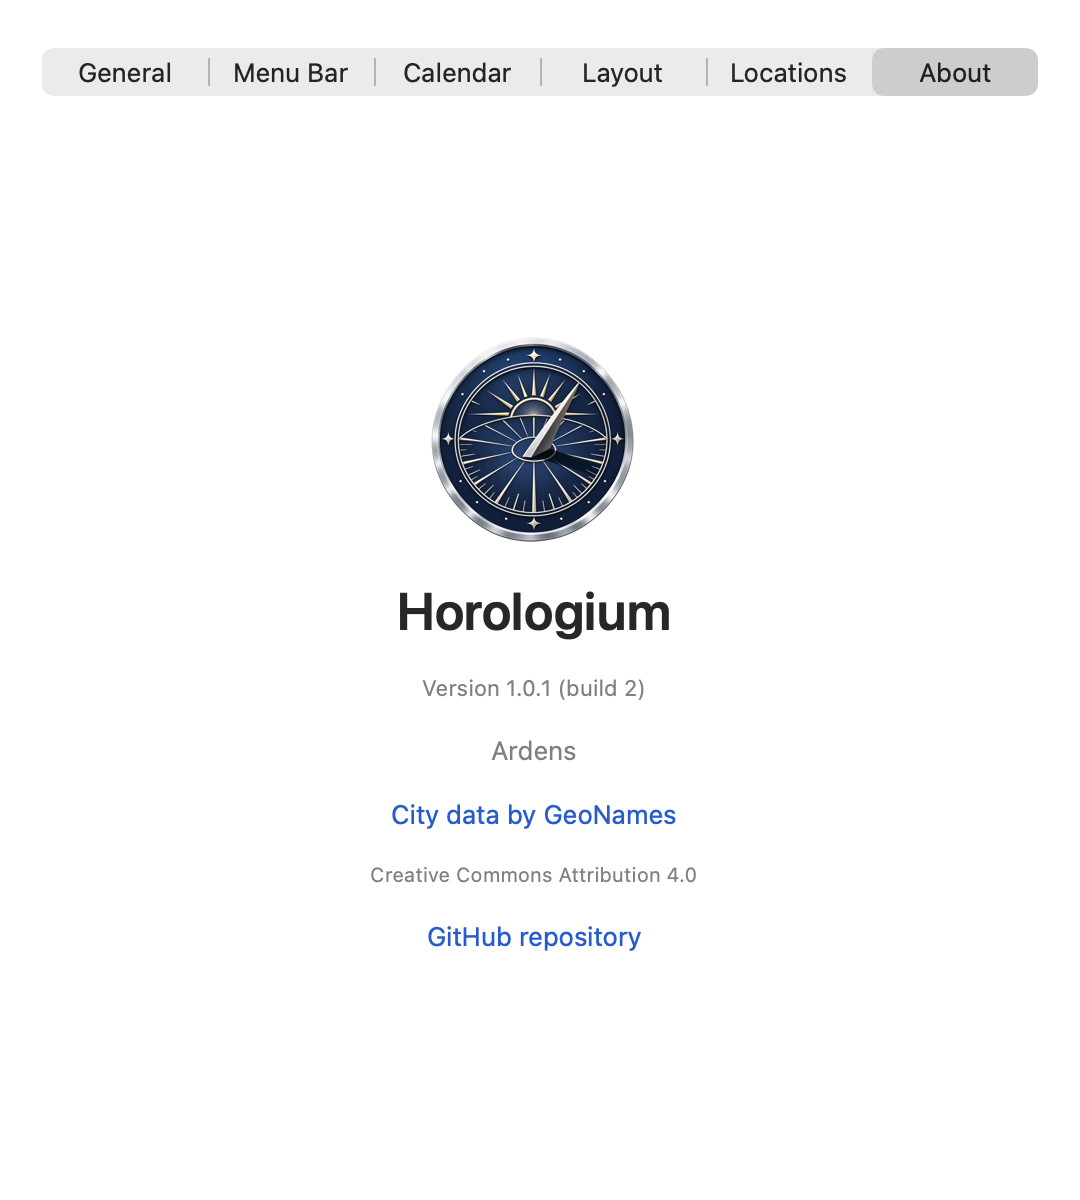 General
Menu Bar
Calendar
Layout
Locations
About
Horologium
Version 1.0.1 (build 2)
Ardens
City data by GeoNames
Creative Commons Attribution 4.0
GitHub repository